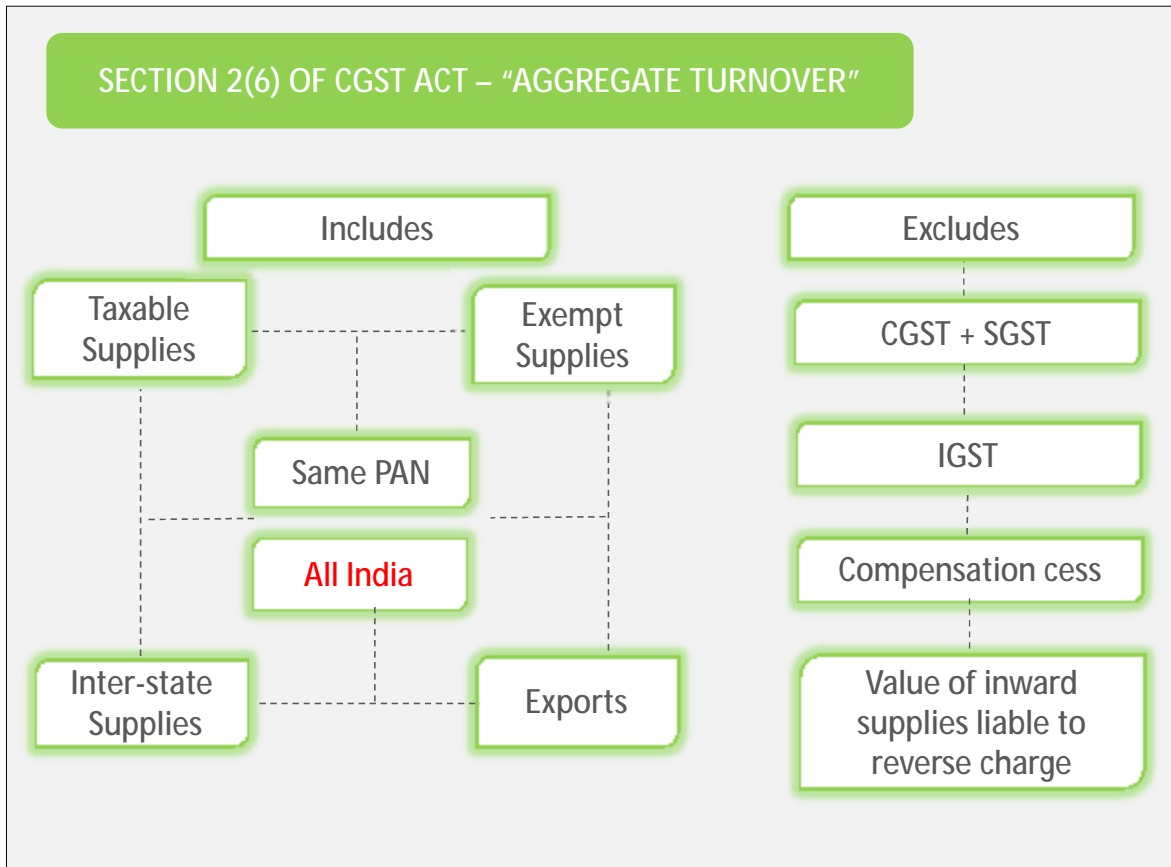 SECTION 2(6) OF CGST ACT – “AGGREGATE TURNOVER”
Includes
Taxable
Supplies
Exempt
Supplies
Same PAN
All India
Inter-state
Supplies
Exports
Excludes
CGST + SGST
IGST
Compensation cess
Value of inward
supplies liable to
reverse charge